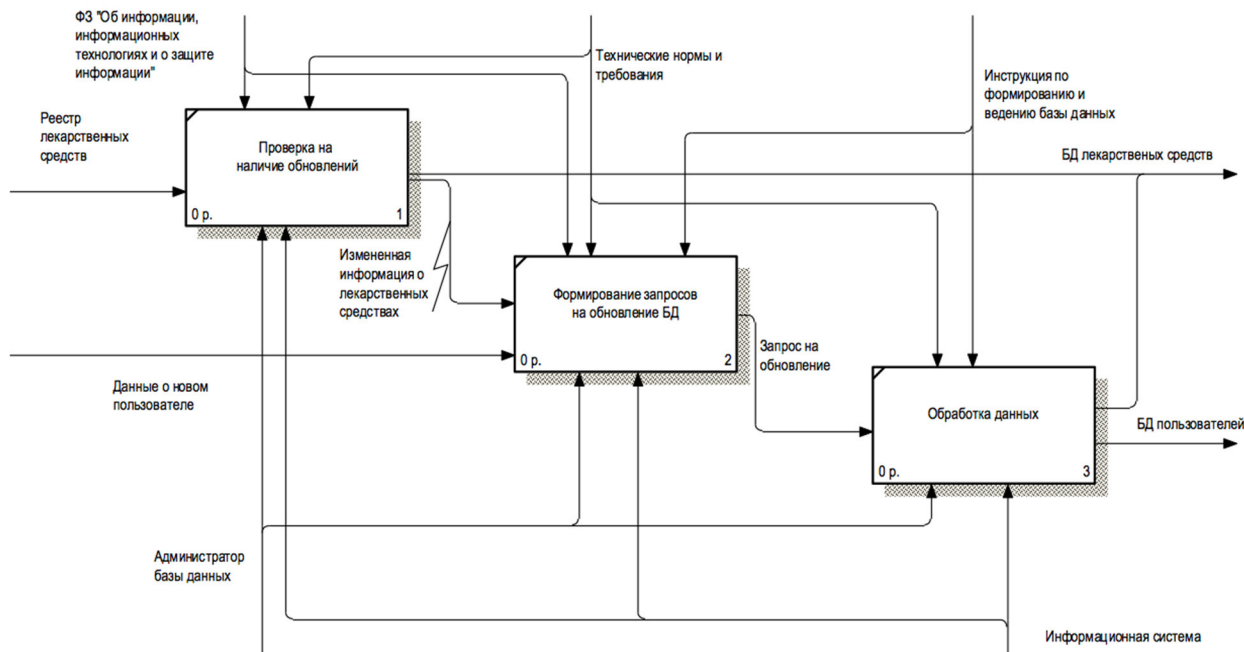 ФЗ "Об информации,
информационных
технологиях и о защите
информации"
Технические нормы и
требования
Инструкция по
формированию и
ведению базы данных
Реестр
лекарственных
средств
Проверка на
наличие обновлений
0 р.
1
БД лекарственых средств
Измененная
информация о
лекарственных
средствах
Формирование запросов
на обновление БД
0 р.
2
Запрос на
обновление
Данные о новом
пользователе
Обработка данных
0 р.
3
БД пользователей
Администратор
базы данных
Информационная система